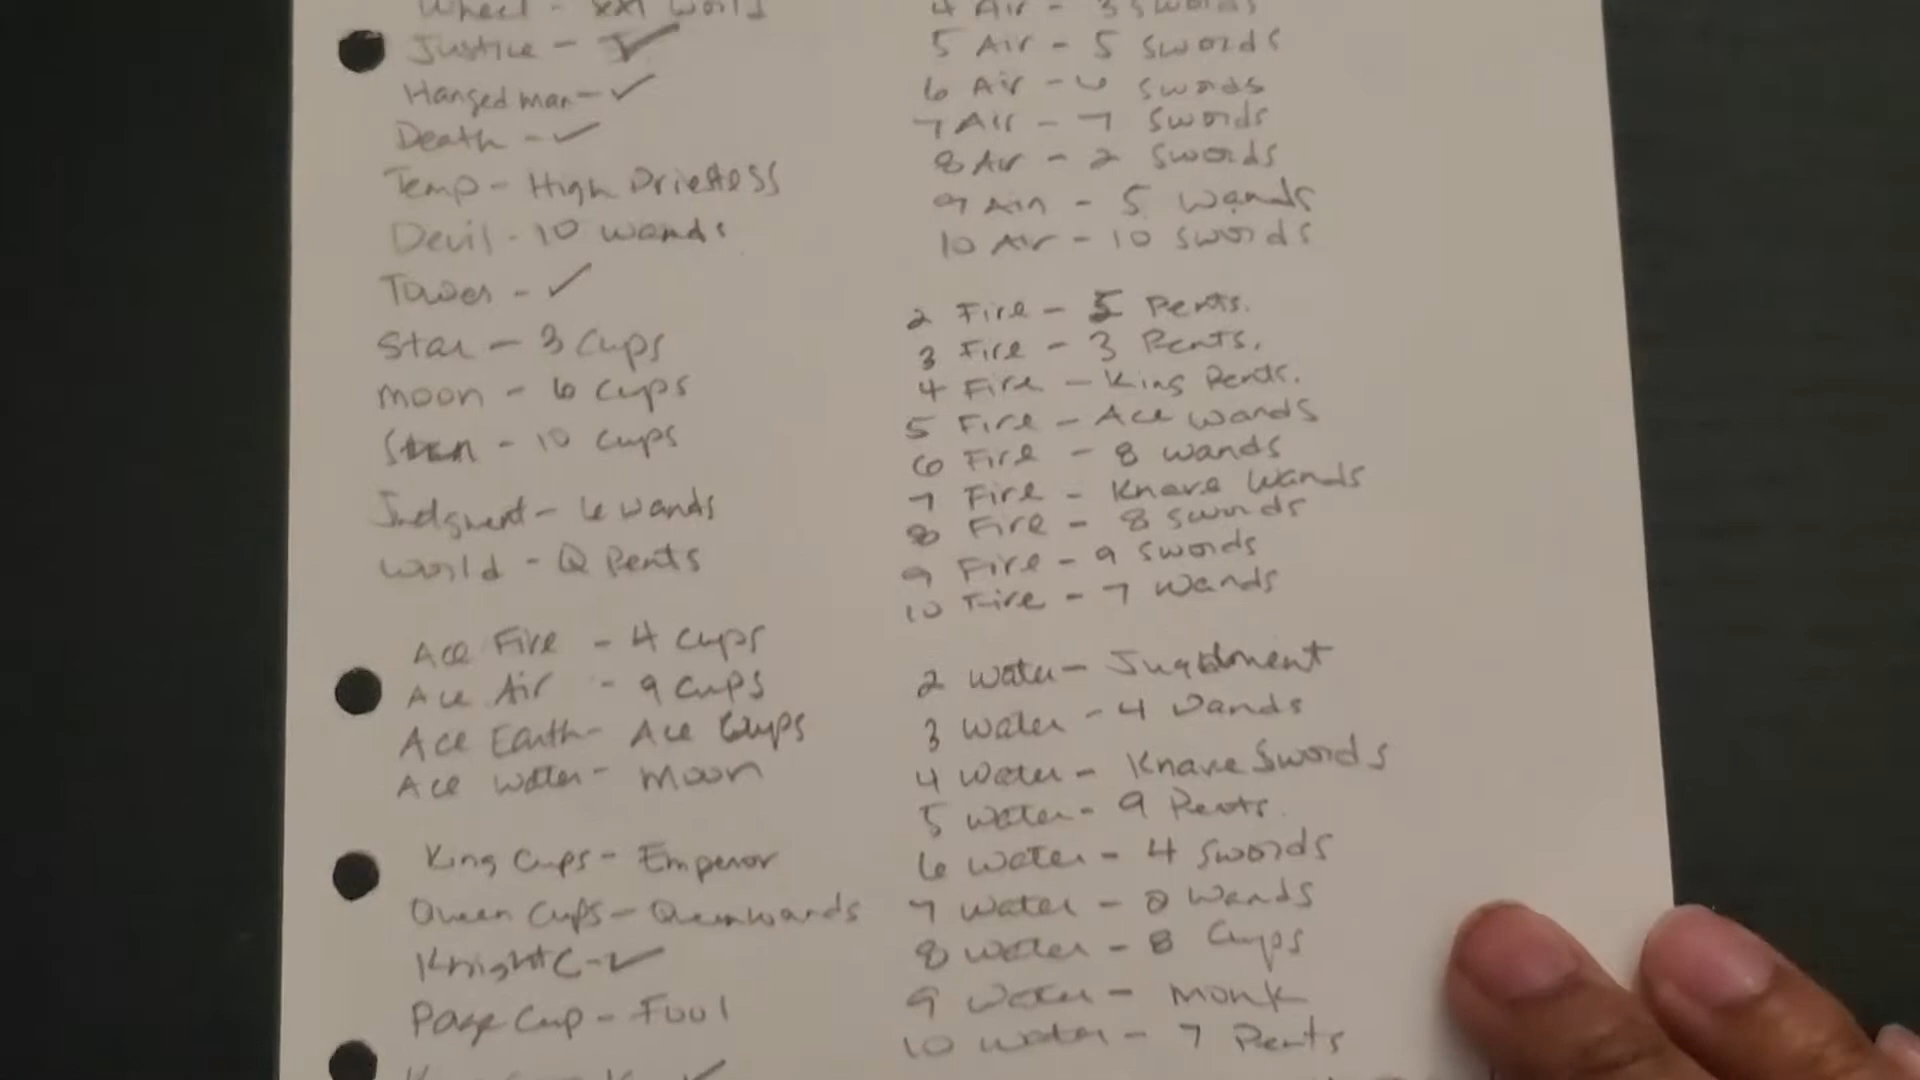 Wheel - XXI World
Justice - ✓
Hanged man - ✓
Death - ✓
Temp - High Priestess
Devil - 10 wands
Tower - ✓
Star - 3 Cups
Moon - 6 Cups
Sun - 10 Cups
Judgment - 6 wands
World - Q Pents
Ace Fire - 4 Cups
Ace Air - 9 Cups
Ace Earth - Ace Cups
Ace Water - Moon
King Cups - Emperor
Queen Cups - Queen wands
Knight C - ✓
Page Cup - Fool
4 Air - 3 Swords
5 Air - 5 Swords
6 Air - 6 Swords
7 Air - 7 Swords
8 Air - 2 Swords
9 Air - 5 wands
10 Air - 10 swords
2 Fire - 5 Pents.
3 Fire - 3 Pents.
4 Fire - King Pents.
5 Fire - Ace wands
6 Fire - 8 wands
7 Fire - Knave Wands
8 Fire - 8 swords
9 Fire - 9 swords
10 Fire - 7 wands
2 water - 
3 water - 4 Wands
4 water - Knave Swords
5 water - 9 Pents.
6 water - 4 Swords
7 water - Wands
8 water - 8 Cups
9 water - Monk
10 water - 7 Pents